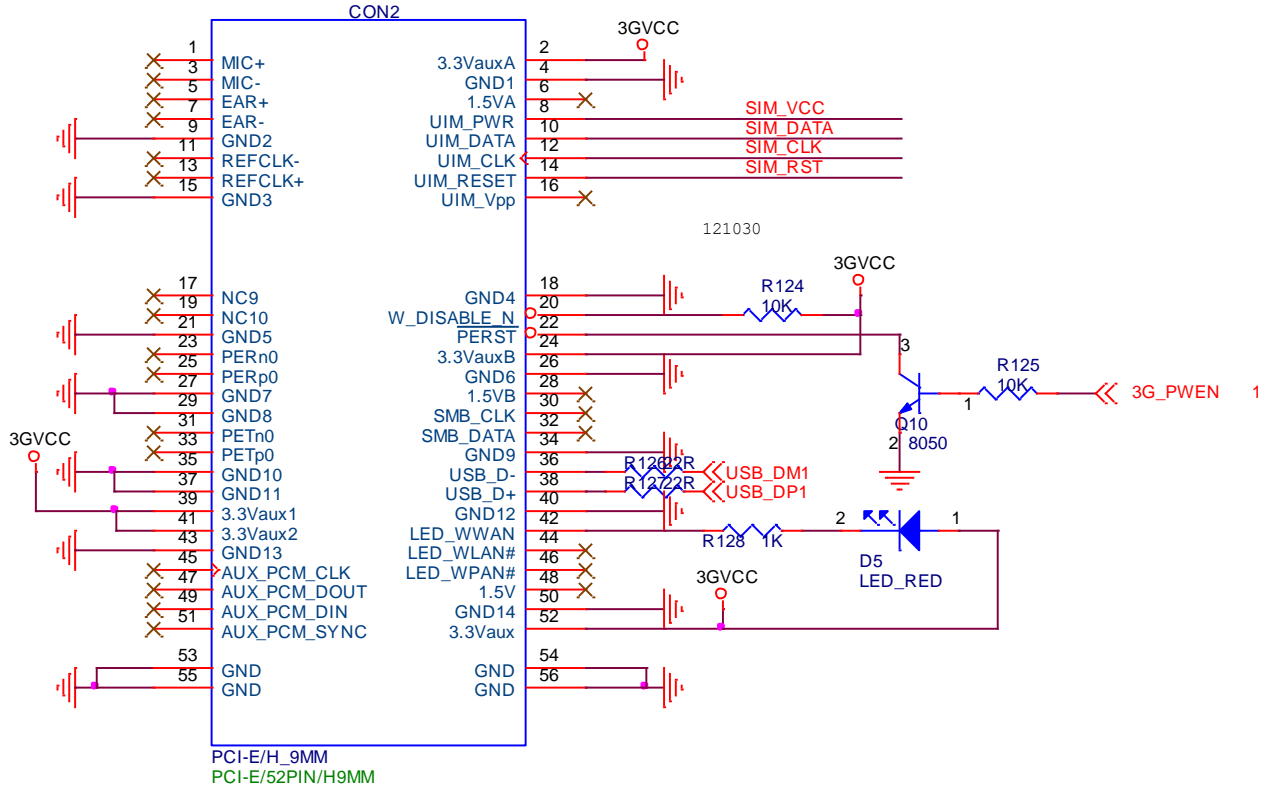 CON2
3GVCC
1 MIC+ 3.3VauxA 2
3 MIC- GND1 4
5 EAR+ 1.5VA 6
7 EAR- UIM_PWR 8 SIM_VCC
9 GND2 UIM_DATA 10 SIM_DATA
11 REFCLK- UIM_CLK 12 SIM_CLK
13 REFCLK+ UIM_RESET 14 SIM_RST
15 GND3 UIM_Vpp 16
121030
3GVCC
17 NC9 GND4 18
R124
10K
19 NC10 W_DISABLE_N 20
21 GND5 PERST 22
23 PERn0 3.3VauxB 24
25 PERp0 GND6 26
27 GND7 1.5VB 28
29 GND8 SMB_CLK 30
31 PETn0 SMB_DATA 32
33 PETp0 GND9 34
3
R125
10K
1
3G_PWEN 1
Q10
2 8050
3GVCC
35 GND10 USB_D- 36 R126 22R USB_DM1
37 GND11 USB_D+ 38 R127 22R USB_DP1
39 3.3Vaux1 GND12 40
41 3.3Vaux2 LED_WWAN 42
R128 1K
2 1
D5
LED_RED
43 GND13 LED_WLAN# 44
45 AUX_PCM_CLK LED_WPAN# 46
47 AUX_PCM_DOUT 1.5V 48
49 AUX_PCM_DIN GND14 50
51 AUX_PCM_SYNC 3.3Vaux 52
3GVCC
53 GND GND 54
55 GND GND 56
PCI-E/H_9MM
PCI-E/52PIN/H9MM